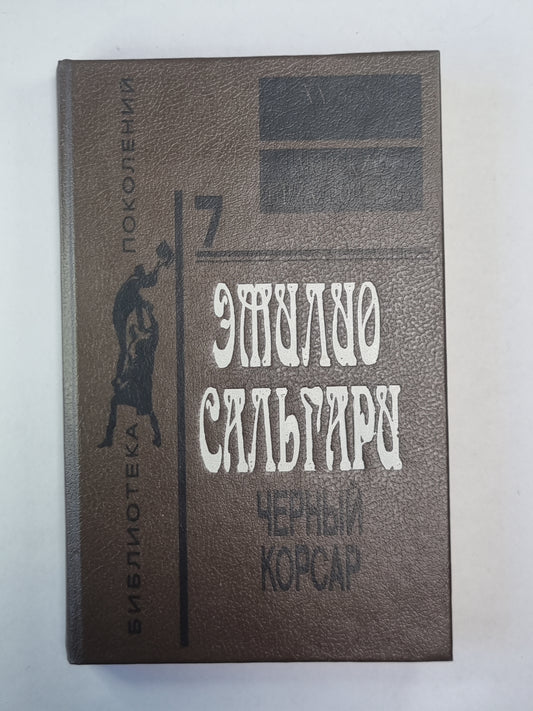 БИБЛИОТЕКА ПОКОЛЕНИЙ
7
ЭМИЛИО
САЛЬГАРИ
ЧЕРНЫЙ
КОРСАР